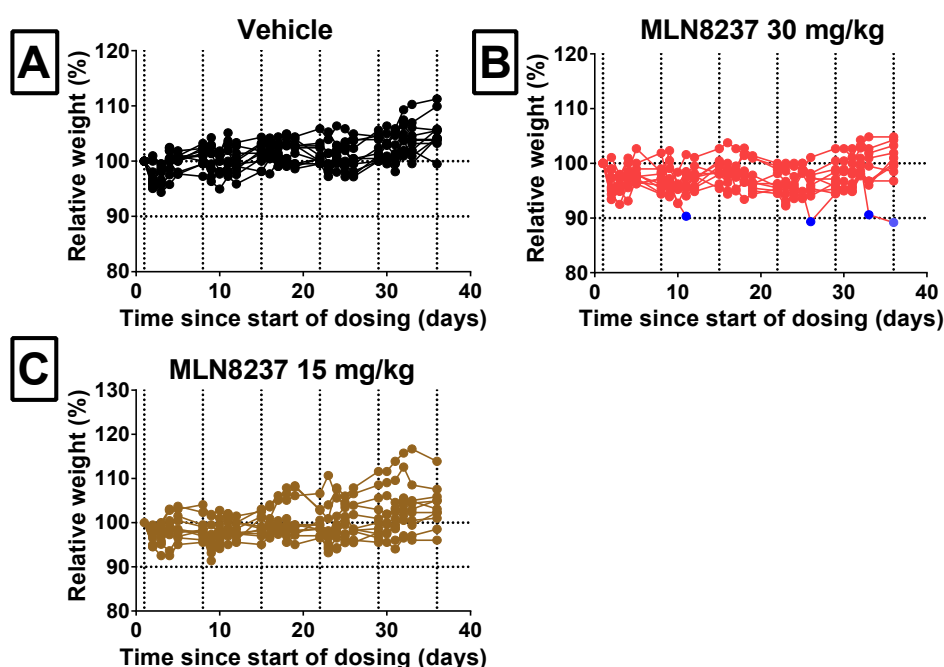 A
Vehicle
Relative weight (%)
120
110
100
90
80
0 10 20 30 40
Time since start of dosing (days)
B
MLN8237 30 mg/kg
Relative weight (%)
120
110
100
90
80
0 10 20 30 40
Time since start of dosing (days)
C
MLN8237 15 mg/kg
Relative weight (%)
130
120
110
100
90
80
0 10 20 30 40
Time since start of dosing (days)